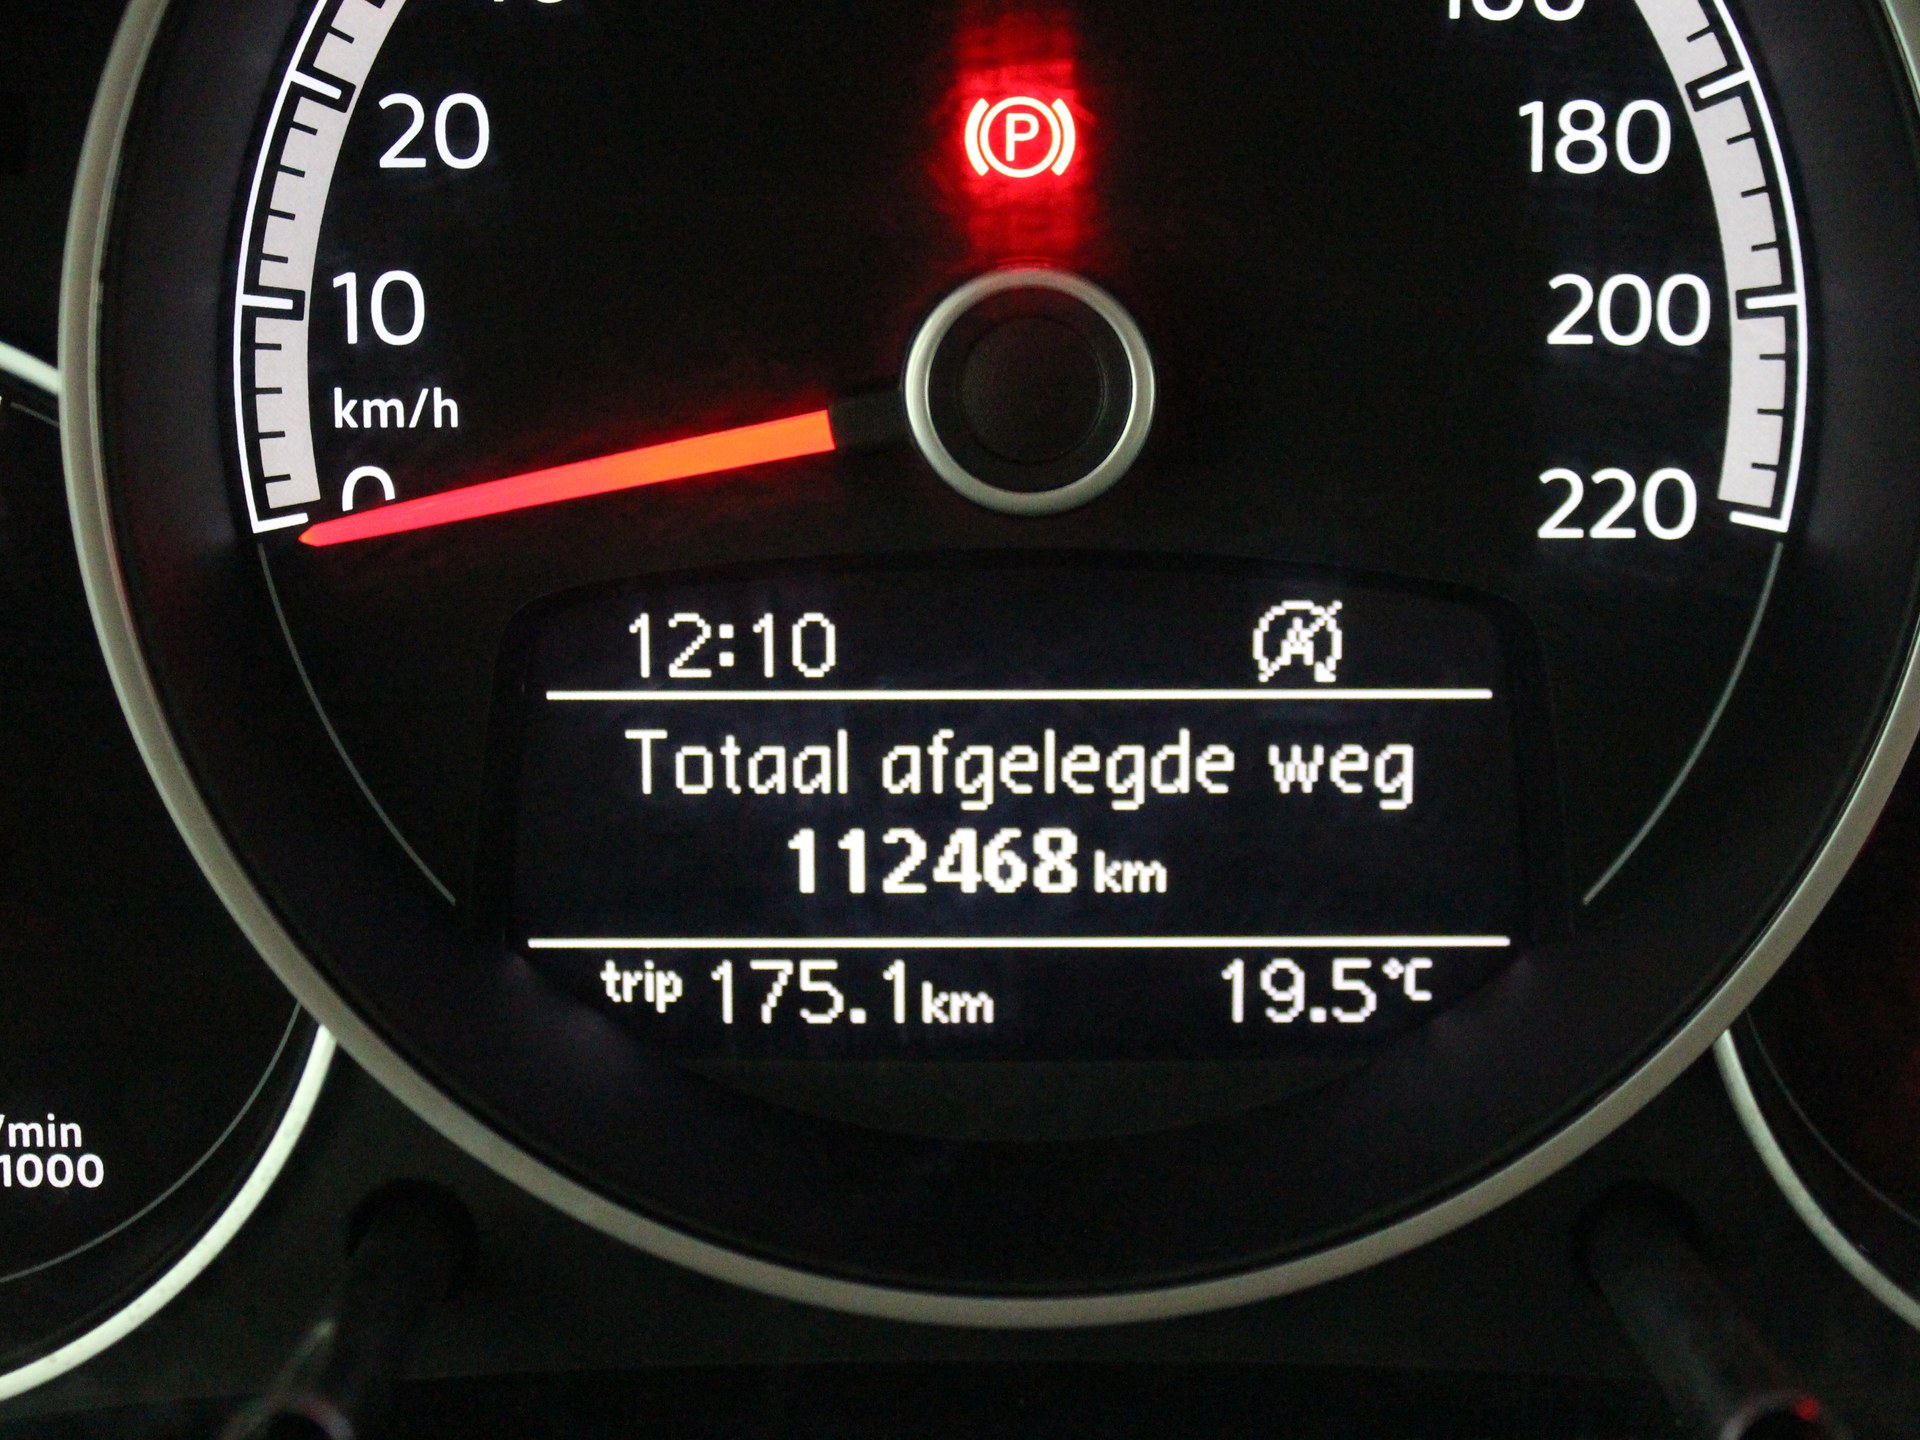 20
180
10
200
km/h
0
220
12:10
Totaal afgelegde weg
112468 km
trip 175.1 km 19.5°C
/min
1000
P
A